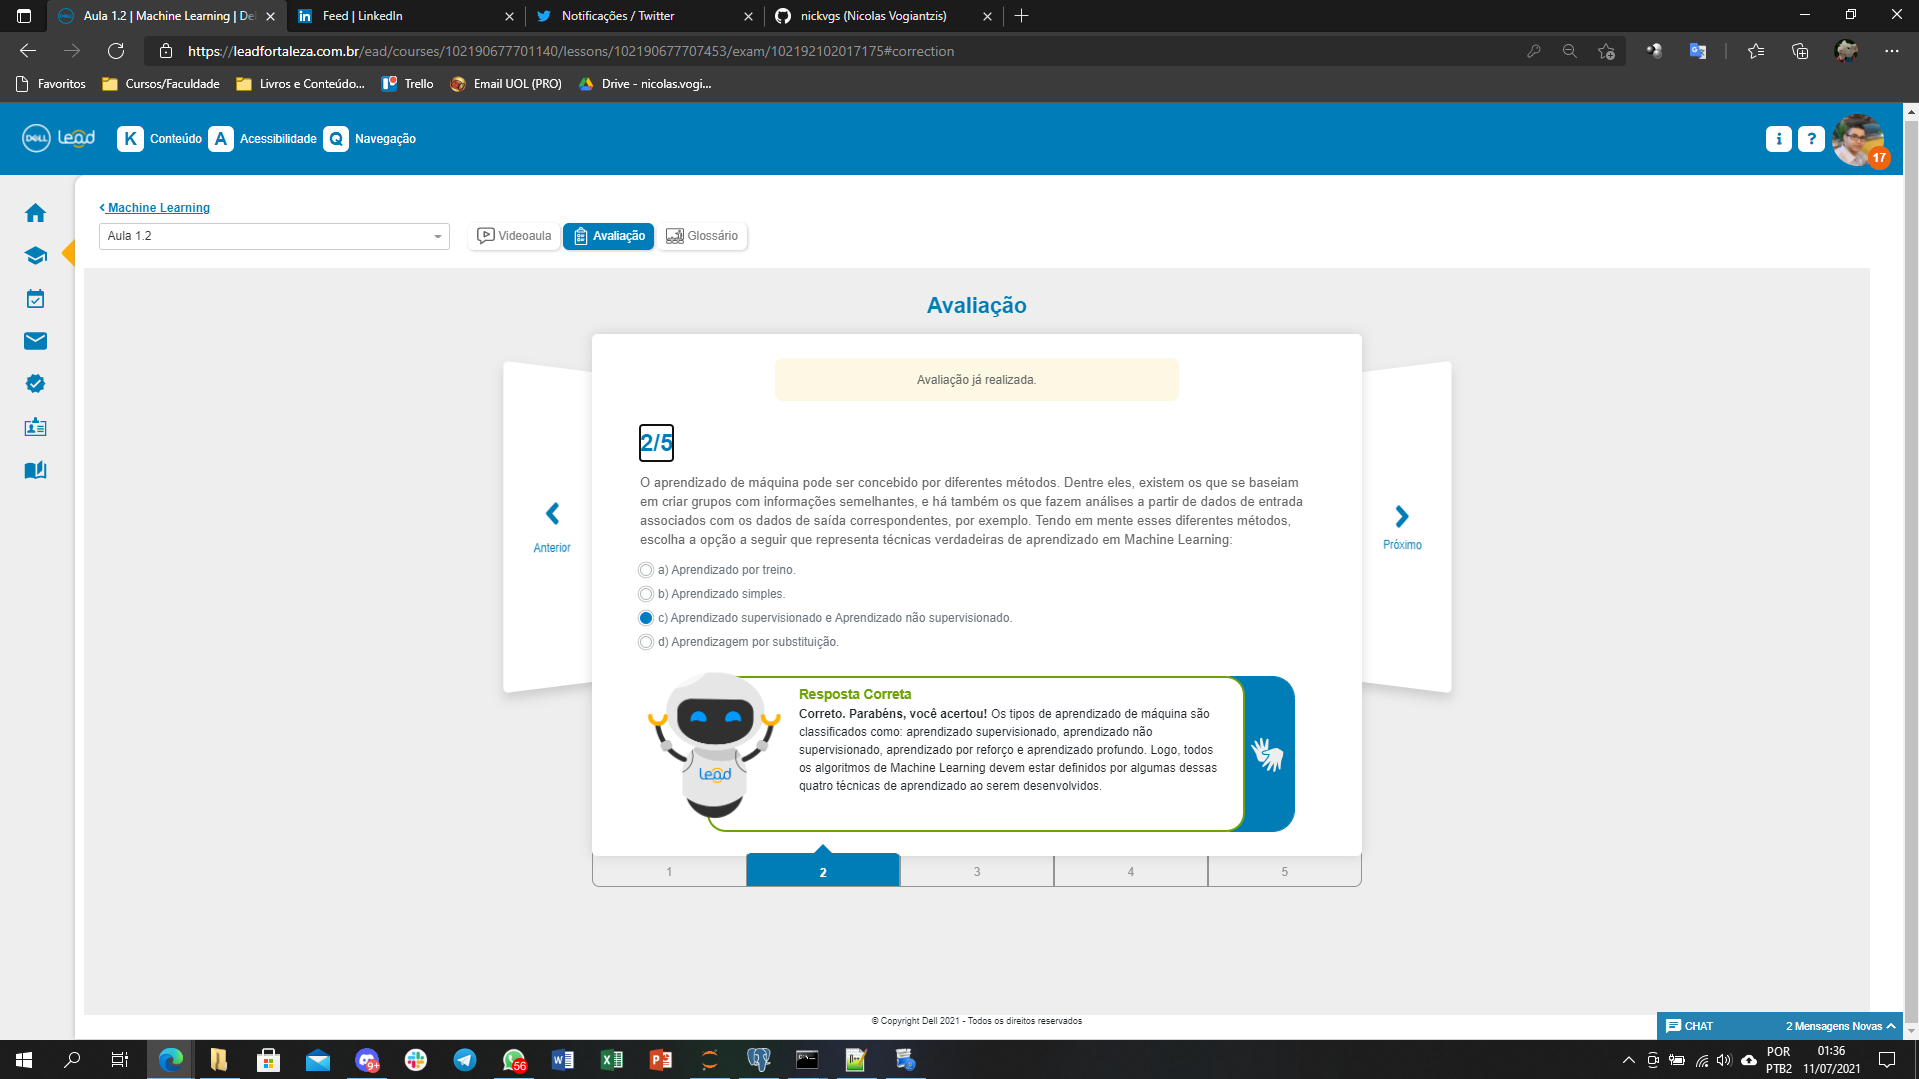 Aula 1.2 | Machine Learning | De
Feed | LinkedIn
Notificações / Twitter
nickvgs (Nicolas Vogiantzis)
https://leadfortaleza.com.br/ead/courses/102190677701140/lessons/102190677707453/exam/102192102017175#correction
Favoritos
Cursos/Faculdade
Livros e Conteúdo...
Trello
Email UOL (PRO)
Drive - nicolas.vogi...
DELL Lead
K Conteúdo
A Acessibilidade
Q Navegação
i
?
17
Machine Learning
Aula 1.2
Videoaula
Avaliação
Glossário
Avaliação
Avaliação já realizada.
2/5
O aprendizado de máquina pode ser concebido por diferentes métodos. Dentre eles, existem os que se baseiam
em criar grupos com informações semelhantes, e há também os que fazem análises a partir de dados de entrada
associados com os dados de saída correspondentes, por exemplo. Tendo em mente esses diferentes métodos,
escolha a opção a seguir que representa técnicas verdadeiras de aprendizado em Machine Learning:
Anterior
Próximo
a) Aprendizado por treino.
b) Aprendizado simples.
c) Aprendizado supervisionado e Aprendizado não supervisionado.
d) Aprendizagem por substituição.
Lead
Resposta Correta
Correto. Parabéns, você acertou! Os tipos de aprendizado de máquina são
classificados como: aprendizado supervisionado, aprendizado não
supervisionado, aprendizado por reforço e aprendizado profundo. Logo, todos
os algoritmos de Machine Learning devem estar definidos por algumas dessas
quatro técnicas de aprendizado ao serem desenvolvidos.
1
2
3
4
5
© Copyright Dell 2021 - Todos os direitos reservados
CHAT
2 Mensagens Novas
9+
56
POR
PTB2
01:36
11/07/2021